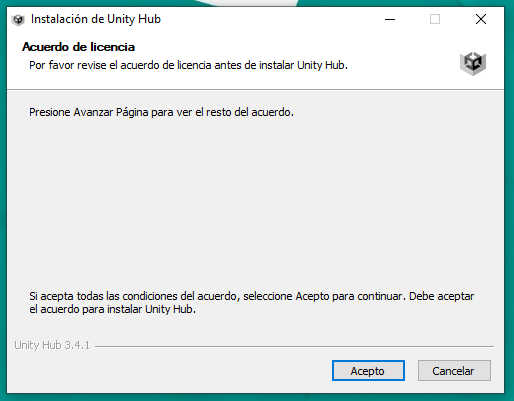 Instalación de Unity Hub
Acuerdo de licencia
Por favor revise el acuerdo de licencia antes de instalar Unity Hub.
Presione Avanzar Página para ver el resto del acuerdo.
Si acepta todas las condiciones del acuerdo, seleccione Acepto para continuar. Debe aceptar
el acuerdo para instalar Unity Hub.
Unity Hub 3.4.1
Acepto
Cancelar